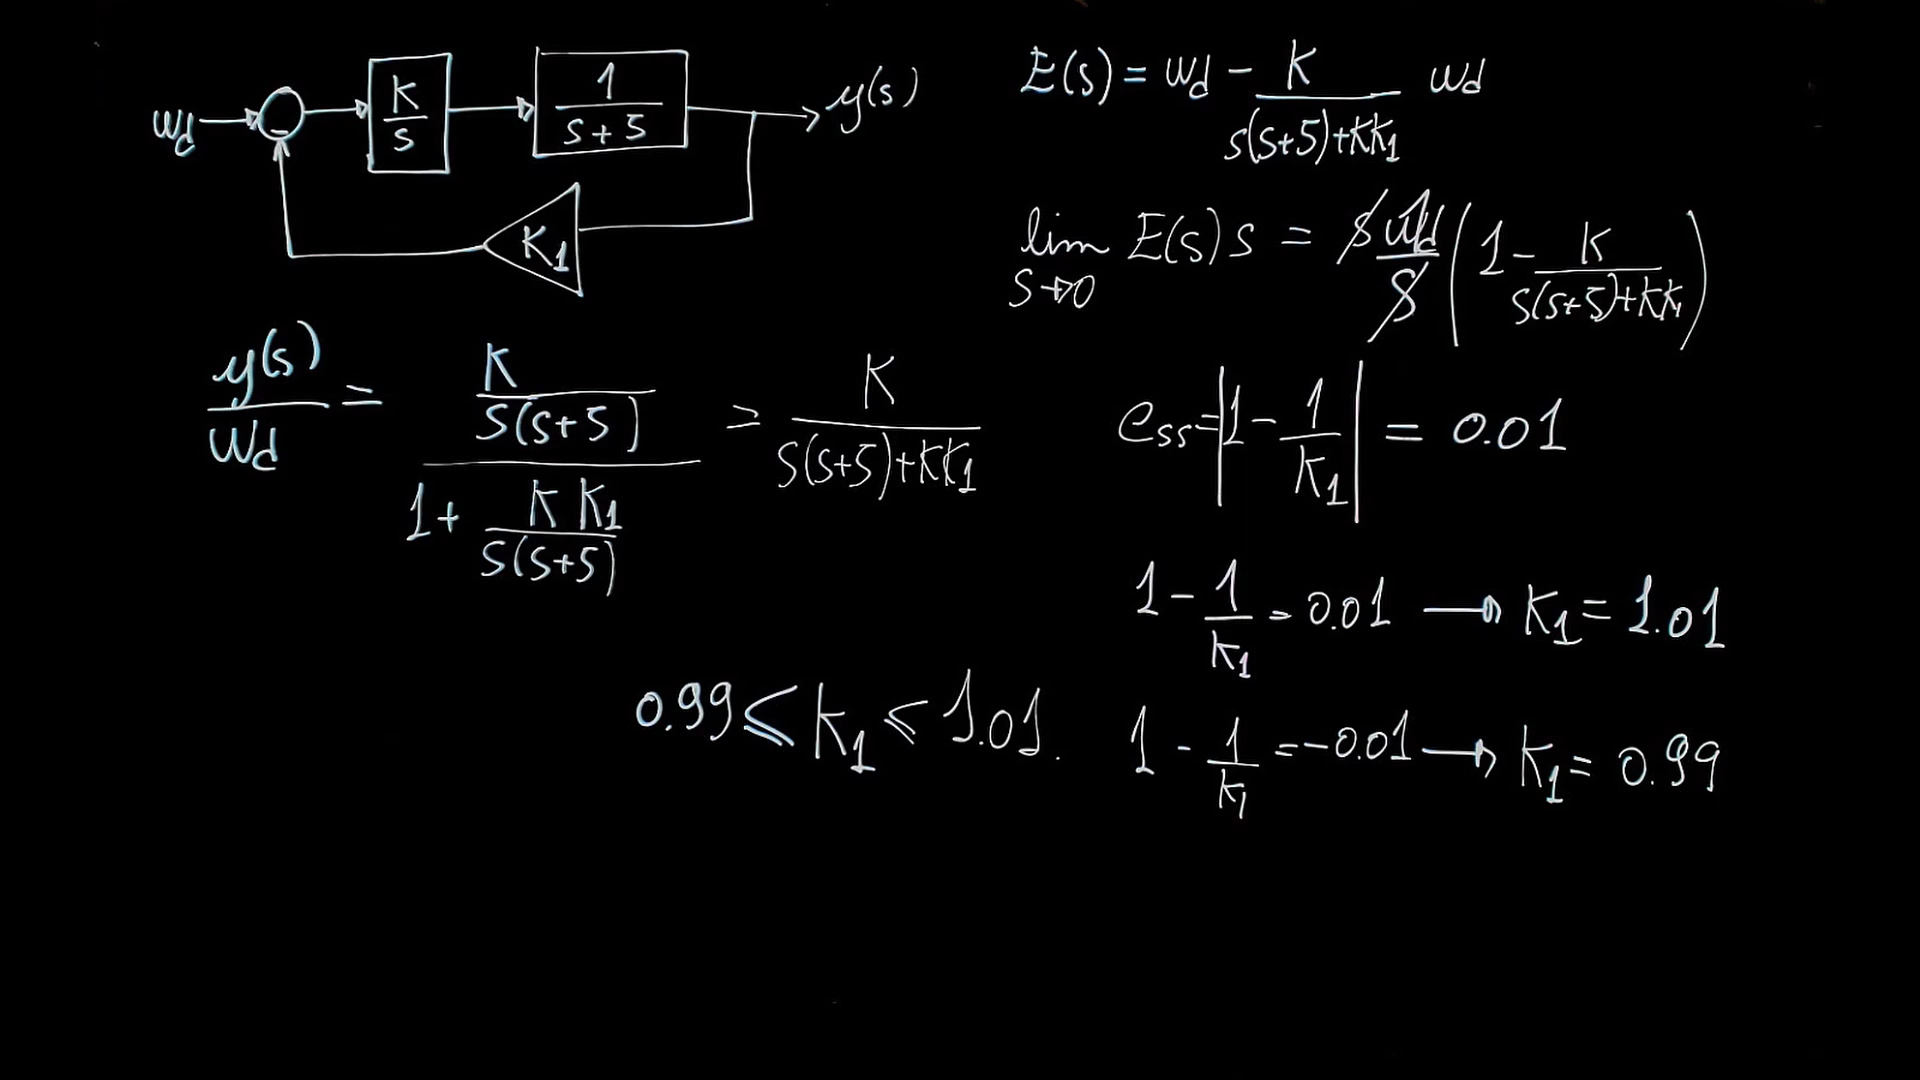 wd → K/s → 1/(s+5) → y(s)
K1
y(s)/wd = (K/(s(s+5)))/(1+ K K1/(s(s+5))) = K/(s(s+5)+KK1)
E(s) = wd - K/(s(s+5)+KK1) wd
lim s→0 E(s)s = s wd/s (1 - K/(s(s+5)+KK1))
ess = |1 - 1/K1| = 0.01
1 - 1/K1 = 0.01 → K1 = 1.01
1 - 1/K1 = -0.01 → K1 = 0.99
0.99 ≤ K1 ≤ 1.01.